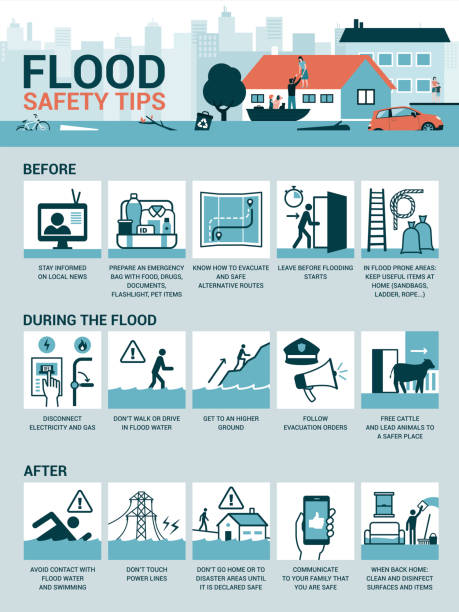 FLOOD
SAFETY TIPS
BEFORE
STAY INFORMED
ON LOCAL NEWS
PREPARE AN EMERGENCY
BAG WITH FOOD, DRUGS,
DOCUMENTS,
FLASHLIGHT, PET ITEMS
KNOW HOW TO EVACUATE
AND SAFE
ALTERNATIVE ROUTES
LEAVE BEFORE FLOODING
STARTS
IN FLOOD PRONE AREAS:
KEEP USEFUL ITEMS AT
HOME (SANDBAGS,
LADDER, ROPE...)
DURING THE FLOOD
DISCONNECT
ELECTRICITY AND GAS
DON'T WALK OR DRIVE
IN FLOOD WATER
GET TO AN HIGHER
GROUND
FOLLOW
EVACUATION ORDERS
FREE CATTLE
AND LEAD ANIMALS TO
A SAFER PLACE
AFTER
AVOID CONTACT WITH
FLOOD WATER
AND SWIMMING
DON'T TOUCH
POWER LINES
DON'T GO HOME OR TO
DISASTER AREAS UNTIL
IT IS DECLARED SAFE
COMMUNICATE
TO YOUR FAMILY THAT
YOU ARE SAFE
WHEN BACK HOME:
CLEAN AND DISINFECT
SURFACES AND ITEMS